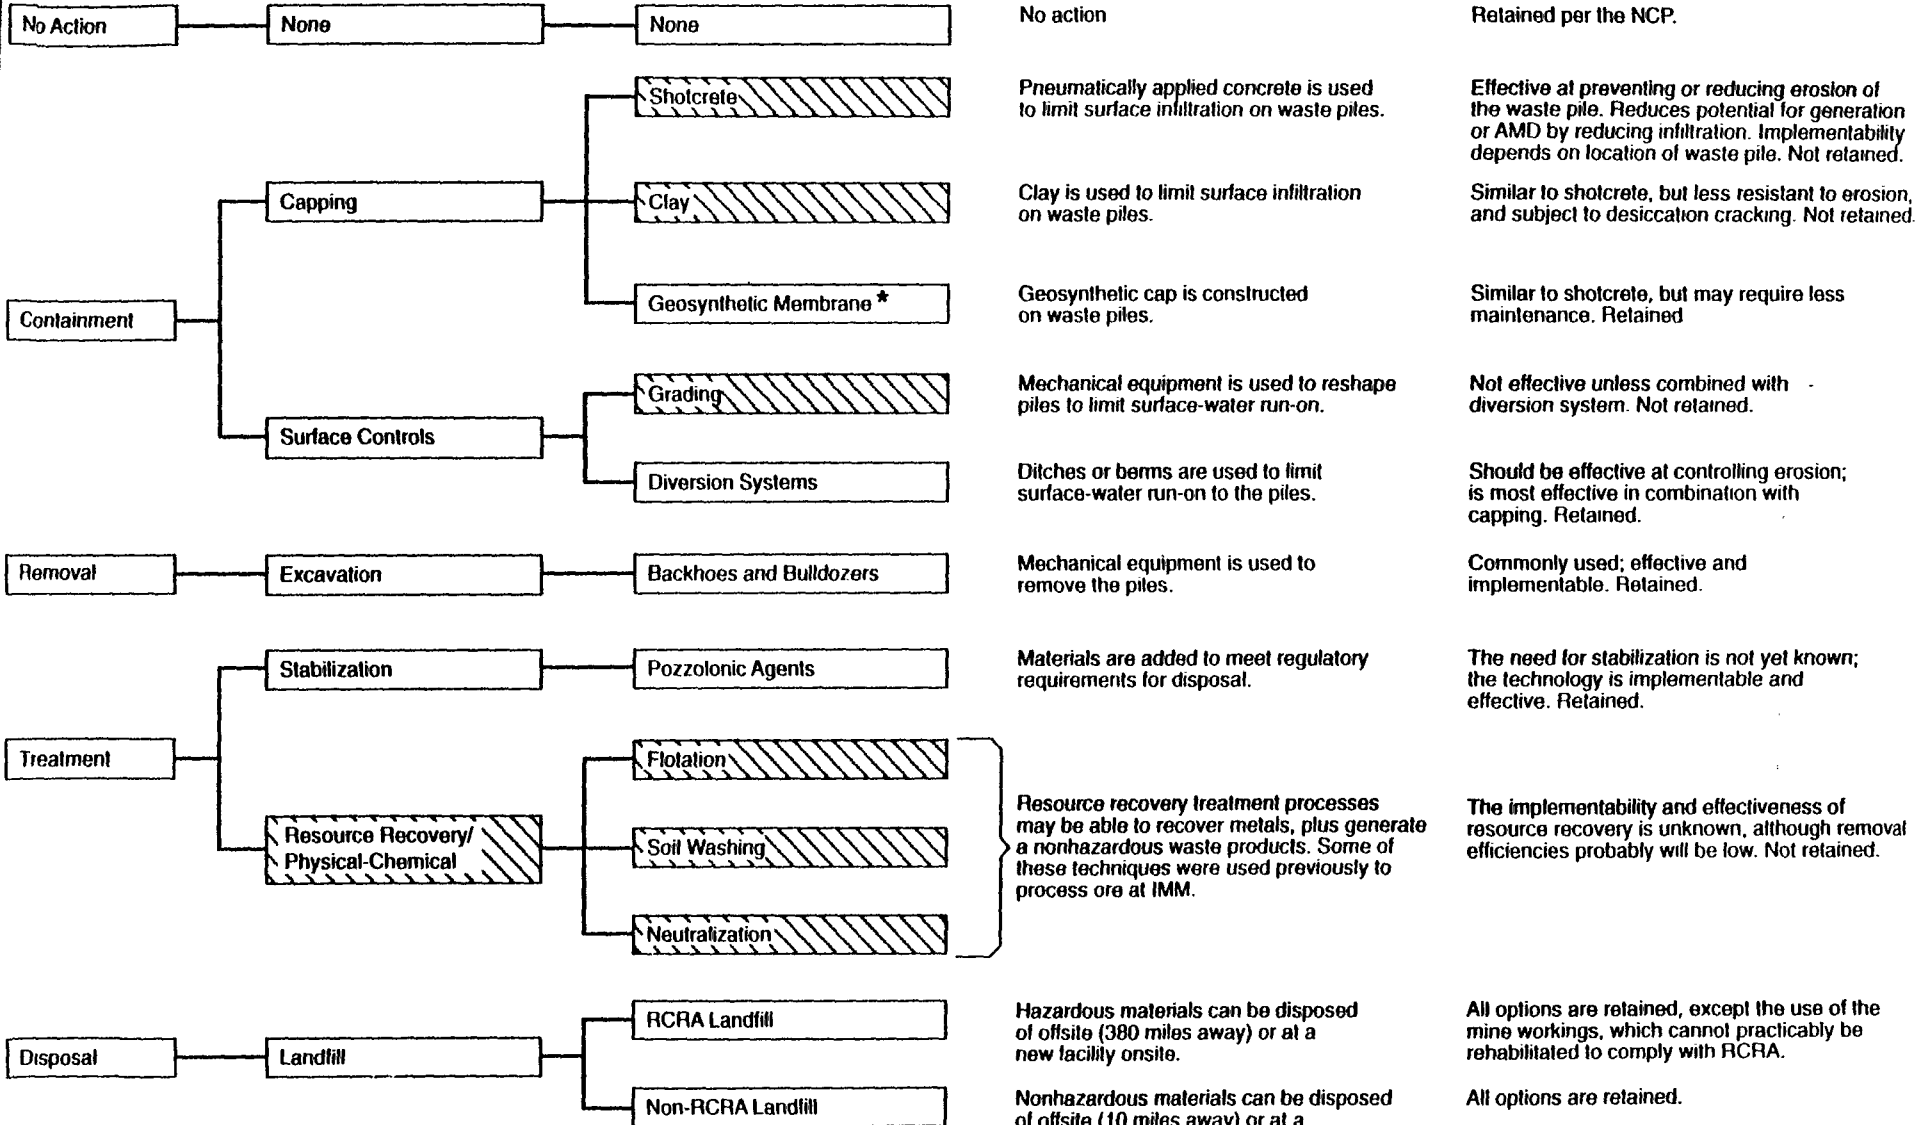 No Action
None
None
No action
Retained per the NCP.
Shotcrete
Pneumatically applied concrete is used
to limit surface infiltration on waste piles.
Effective at preventing or reducing erosion of
the waste pile. Reduces potential for generation
or AMD by reducing infiltration. Implementability
depends on location of waste pile. Not retained.
Capping
Clay
Clay is used to limit surface infiltration
on waste piles.
Similar to shotcrete, but less resistant to erosion,
and subject to desiccation cracking. Not retained.
Containment
Geosynthetic Membrane *
Geosynthetic cap is constructed
on waste piles.
Similar to shotcrete, but may require less
maintenance. Retained
Grading
Mechanical equipment is used to reshape
piles to limit surface-water run-on.
Not effective unless combined with
diversion system. Not retained.
Surface Controls
Diversion Systems
Ditches or berms are used to limit
surface-water run-on to the piles.
Should be effective at controlling erosion;
is most effective in combination with
capping. Retained.
Removal
Excavation
Backhoes and Bulldozers
Mechanical equipment is used to
remove the piles.
Commonly used; effective and
implementable. Retained.
Stabilization
Pozzolonic Agents
Materials are added to meet regulatory
requirements for disposal.
The need for stabilization is not yet known;
the technology is implementable and
effective. Retained.
Treatment
Flotation
Resource Recovery/
Physical-Chemical
Soil Washing
Neutralization
Resource recovery treatment processes
may be able to recover metals, plus generate
a nonhazardous waste products. Some of
these techniques were used previously to
process ore at IMM.
The implementability and effectiveness of
resource recovery is unknown, although removal
efficiencies probably will be low. Not retained.
Disposal
Landfill
RCRA Landfill
Hazardous materials can be disposed
of offsite (380 miles away) or at a
new facility onsite.
All options are retained, except the use of the
mine workings, which cannot practicably be
rehabilitated to comply with RCRA.
Non-RCRA Landfill
Nonhazardous materials can be disposed
of offsite (10 miles away) or at a
All options are retained.